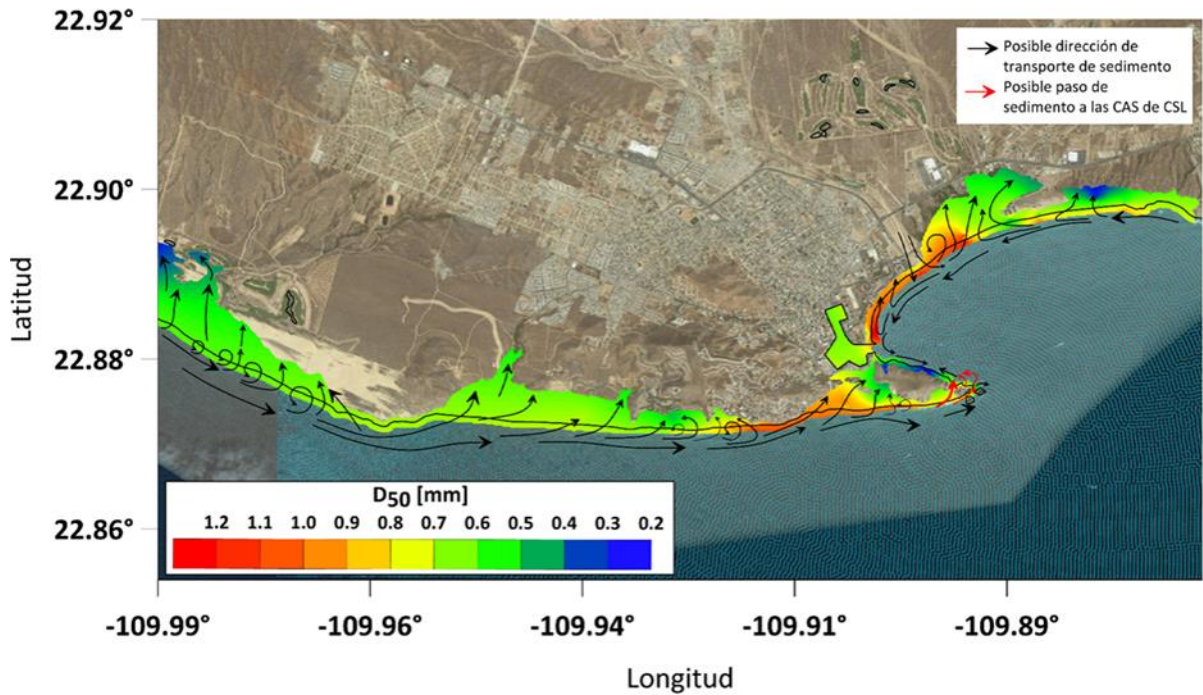 22.92°
22.90°
22.88°
22.86°
Latitud
Posible dirección de
transporte de sedimento
Posible paso de
sedimento a las CAS de CSL
D50 [mm]
1.2 1.1 1.0 0.9 0.8 0.7 0.6 0.5 0.4 0.3 0.2
-109.99° -109.96° -109.94° -109.91° -109.89°
Longitud